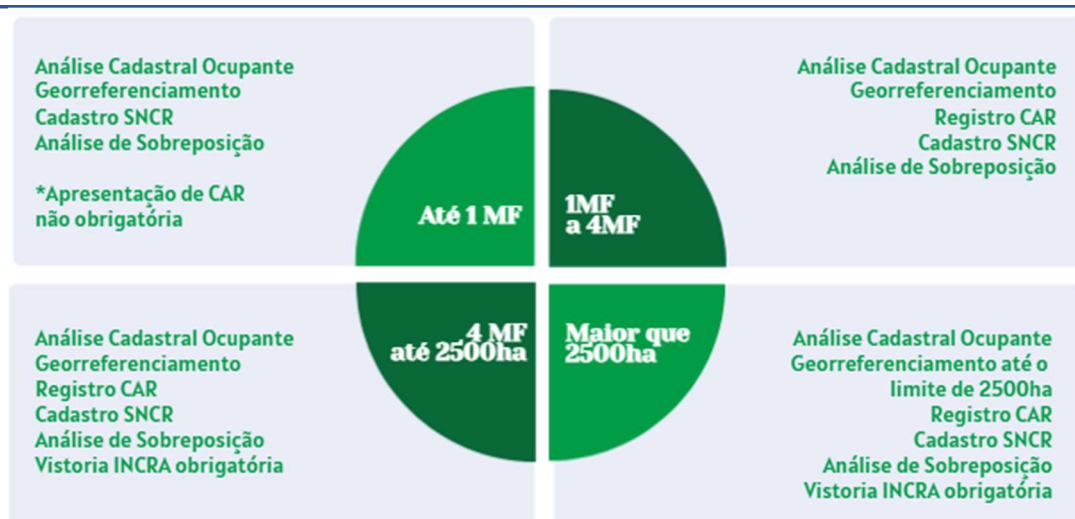 Análise Cadastral Ocupante
Georreferenciamento
Cadastro SNCR
Análise de Sobreposição
*Apresentação de CAR
não obrigatória
Até 1 MF
1MF
a 4MF
Análise Cadastral Ocupante
Georreferenciamento
Registro CAR
Cadastro SNCR
Análise de Sobreposição
Análise Cadastral Ocupante
Georreferenciamento
Registro CAR
Cadastro SNCR
Análise de Sobreposição
Vistoria INCRA obrigatória
4 MF
até 2500ha
Maior que
2500ha
Análise Cadastral Ocupante
Georreferenciamento até o
limite de 2500ha
Registro CAR
Cadastro SNCR
Análise de Sobreposição
Vistoria INCRA obrigatória